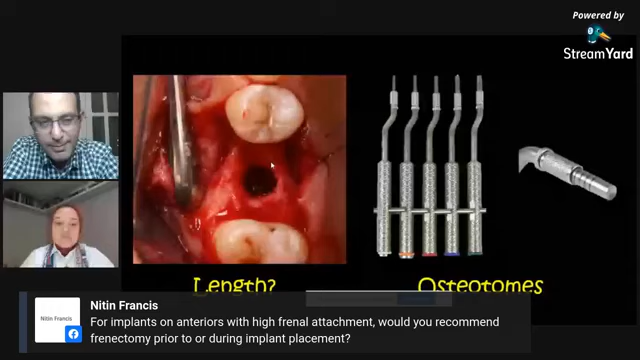 Powered by
StreamYard
Length?
Osteotomes
Nitin Francis
Nitin Francis
For implants on anteriors with high frenal attachment, would you recommend
frenectomy prior to or during implant placement?